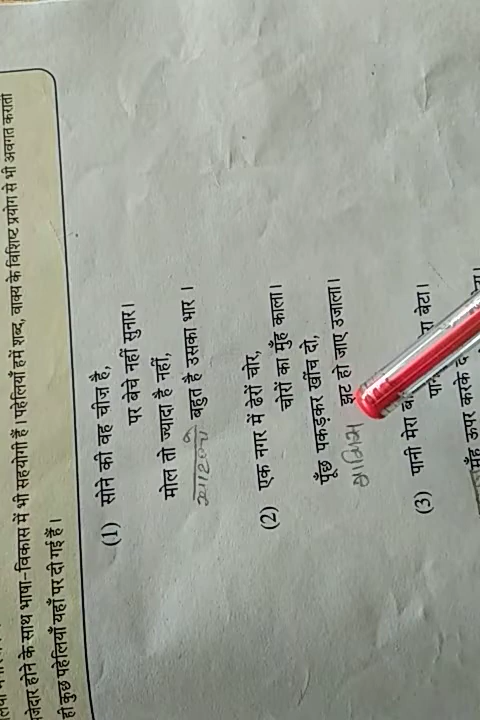 मजेदार होने के साथ भाषा-विकास में भी सहयोगी हैं। पहेलियाँ हमें शब्द, वाक्य के विशिष्ट प्रयोग से भी अवगत कराती
ही कुछ पहेलियाँ यहाँ पर दी गई हैं।
(1) सोने की वह चीज़ है,
पर बेचे नहीं सुनार।
मोल तो ज्यादा है नहीं,
बहुत है उसका भार ।
(2) एक नगर में ढेरों चोर,
चोरों का मुँह काला।
पूँछ पकड़कर खींच दो,
झट हो जाए उजाला।
(3) पानी मेरा
बेटा।
मुँह ऊपर करके